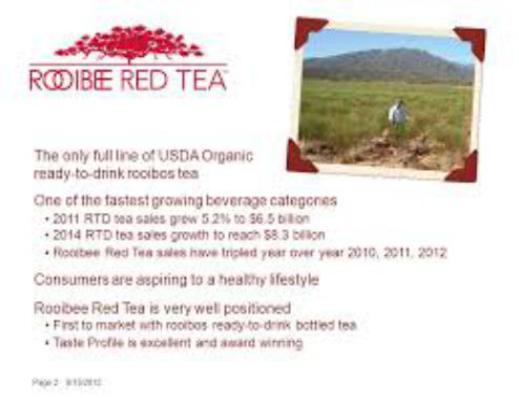 ROOIBEE RED TEA
The only full line of USDA Organic
ready-to-drink rooibos tea
One of the fastest growing beverage categories
• 2011 RTD tea sales grew 5.2% to $6.5 billion
• 2014 RTD tea sales growth to reach $8.3 billion
• Rooibee Red Tea sales have tripled year over year 2010, 2011, 2012
Consumers are aspiring to a healthy lifestyle
Rooibee Red Tea is very well positioned
• First to market with rooibos ready-to-drink bottled tea
• Taste Profile is excellent and award winning
Page 2